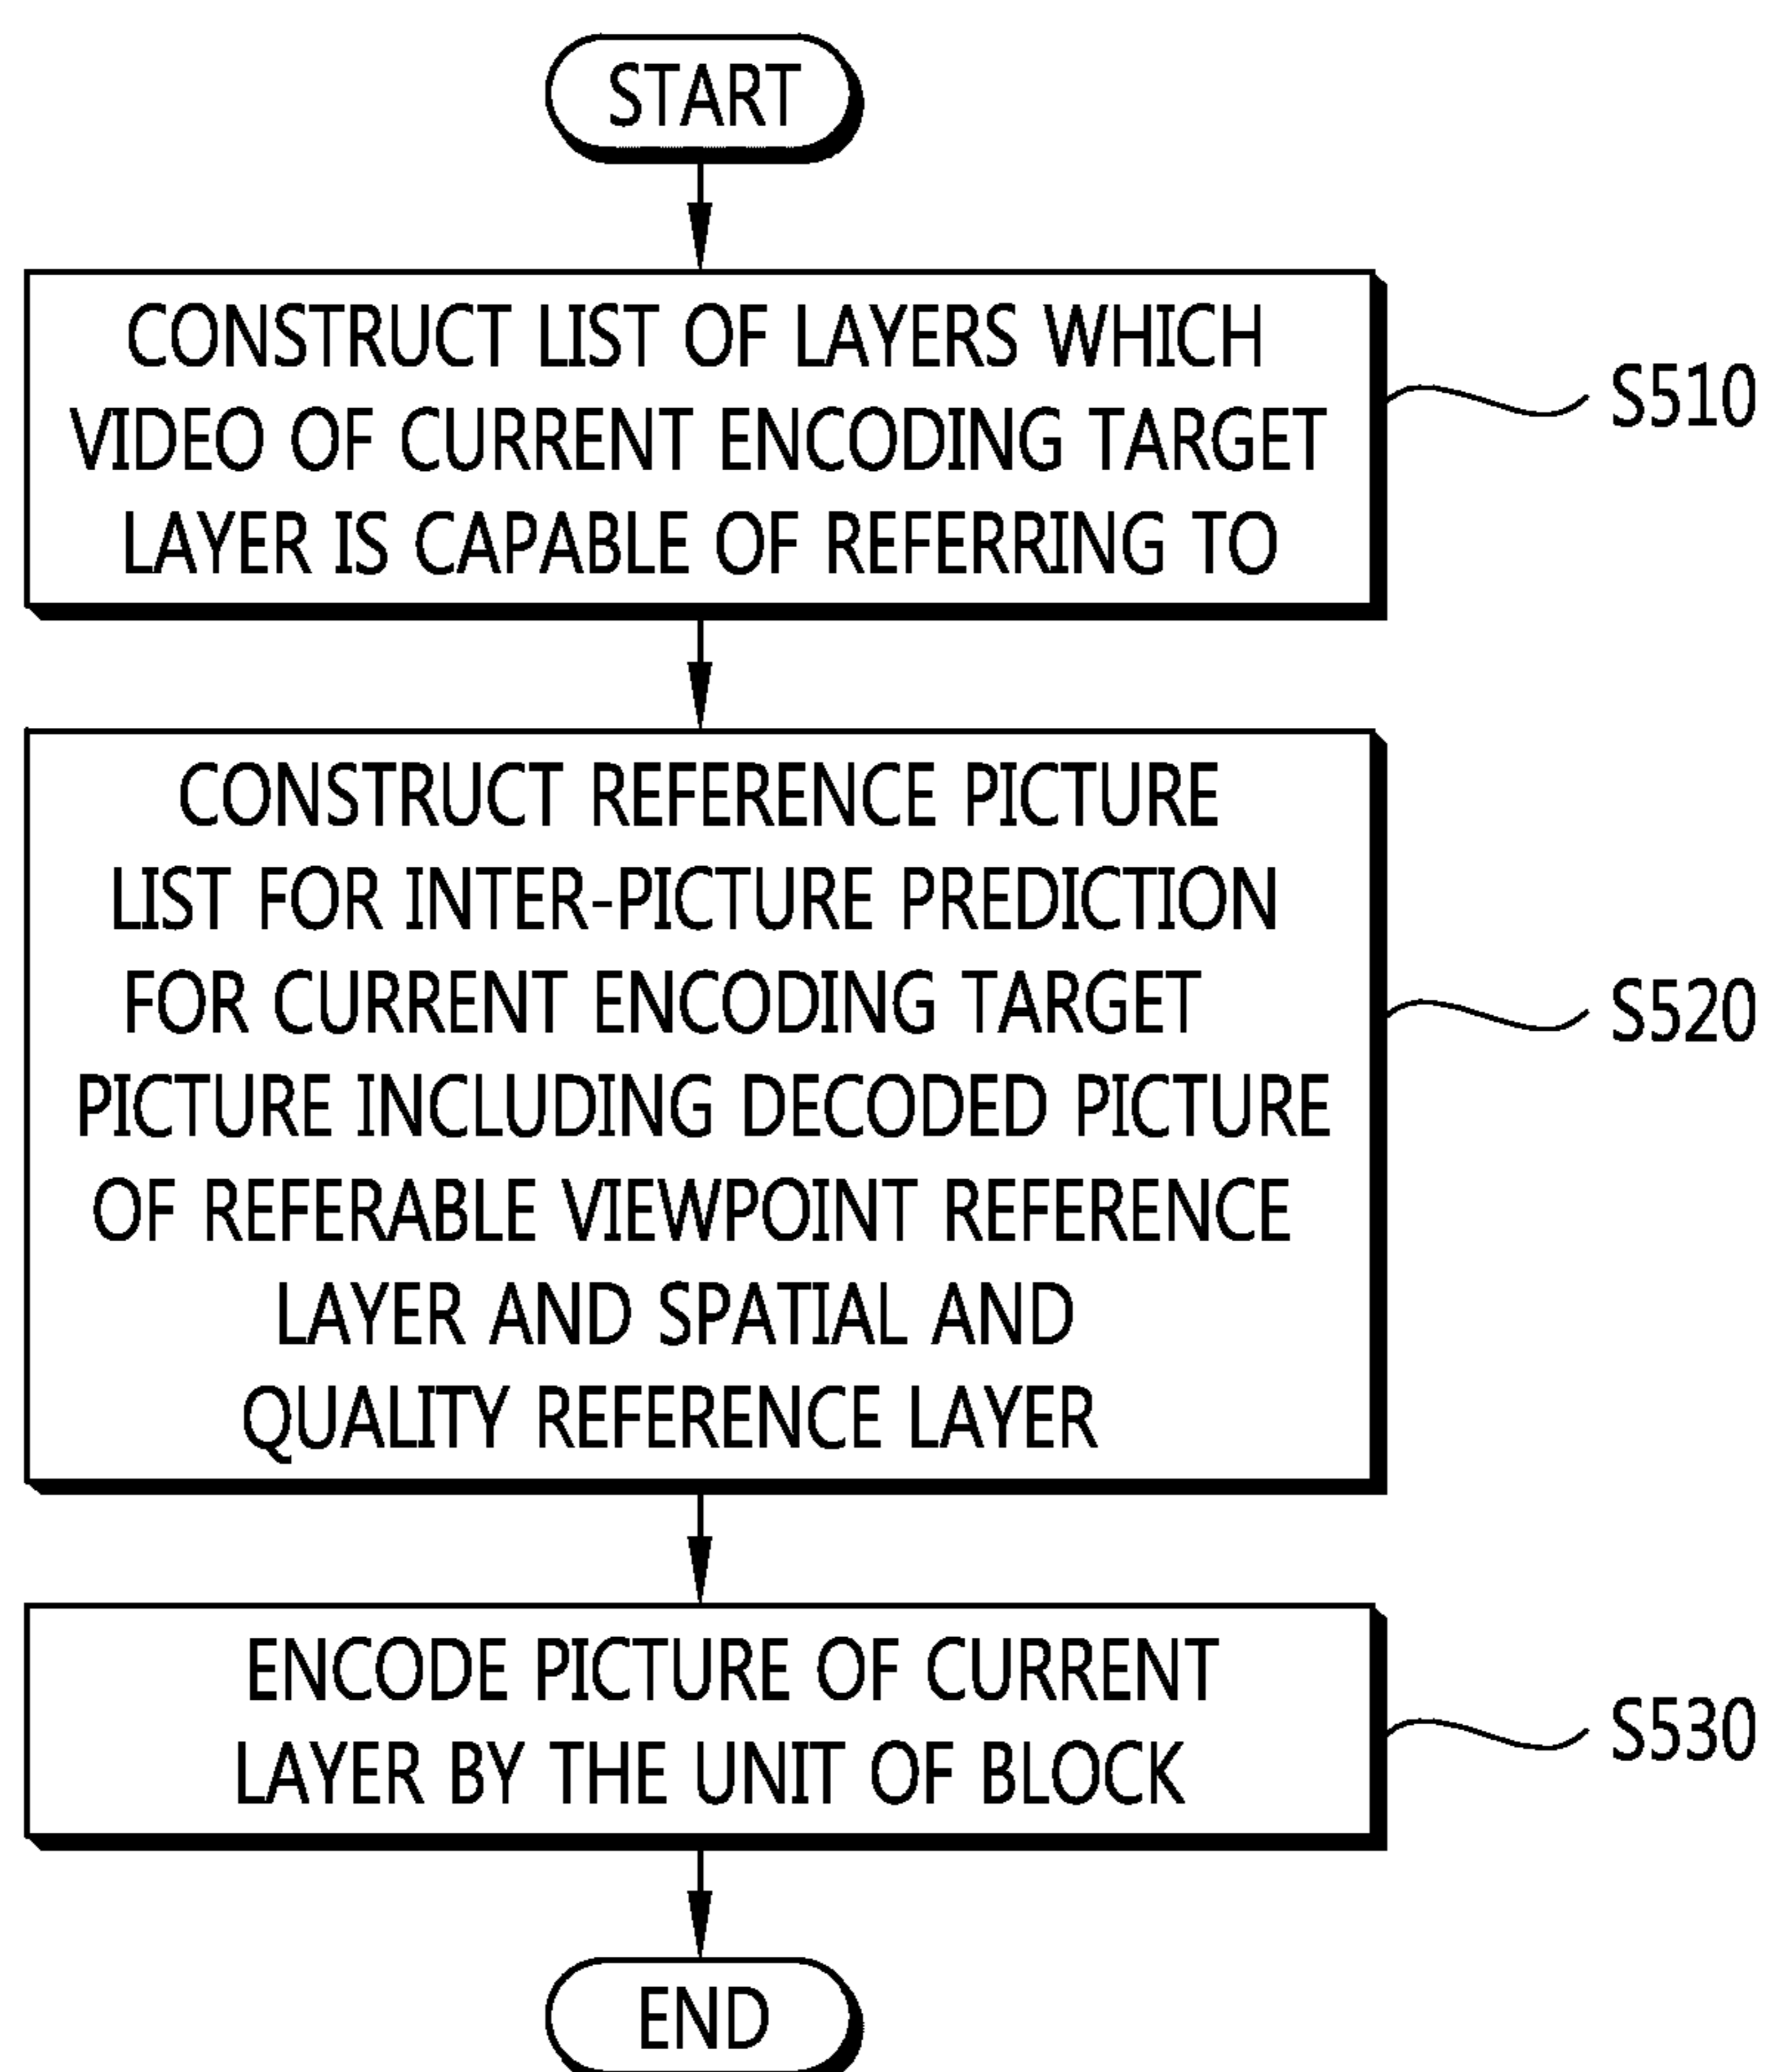 START
CONSTRUCT LIST OF LAYERS WHICH
VIDEO OF CURRENT ENCODING TARGET
LAYER IS CAPABLE OF REFERRING TO
S510
CONSTRUCT REFERENCE PICTURE
LIST FOR INTER-PICTURE PREDICTION
FOR CURRENT ENCODING TARGET
PICTURE INCLUDING DECODED PICTURE
OF REFERABLE VIEWPOINT REFERENCE
LAYER AND SPATIAL AND
QUALITY REFERENCE LAYER
S520
ENCODE PICTURE OF CURRENT
LAYER BY THE UNIT OF BLOCK
S530
END